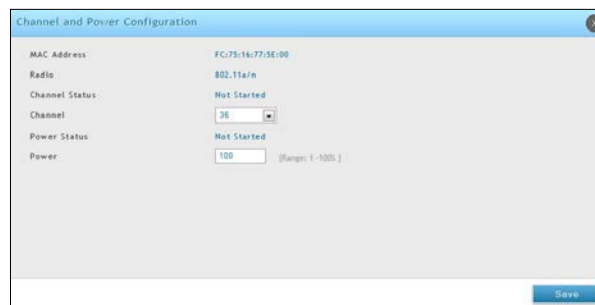 Channel and Power Configuration
MAC Address FC:75:16:77:5E:00
Radio 802.11a/n
Channel Status Not Started
Channel 36
Power Status Not Started
Power 100 [Range: 1 -100% ]
Save